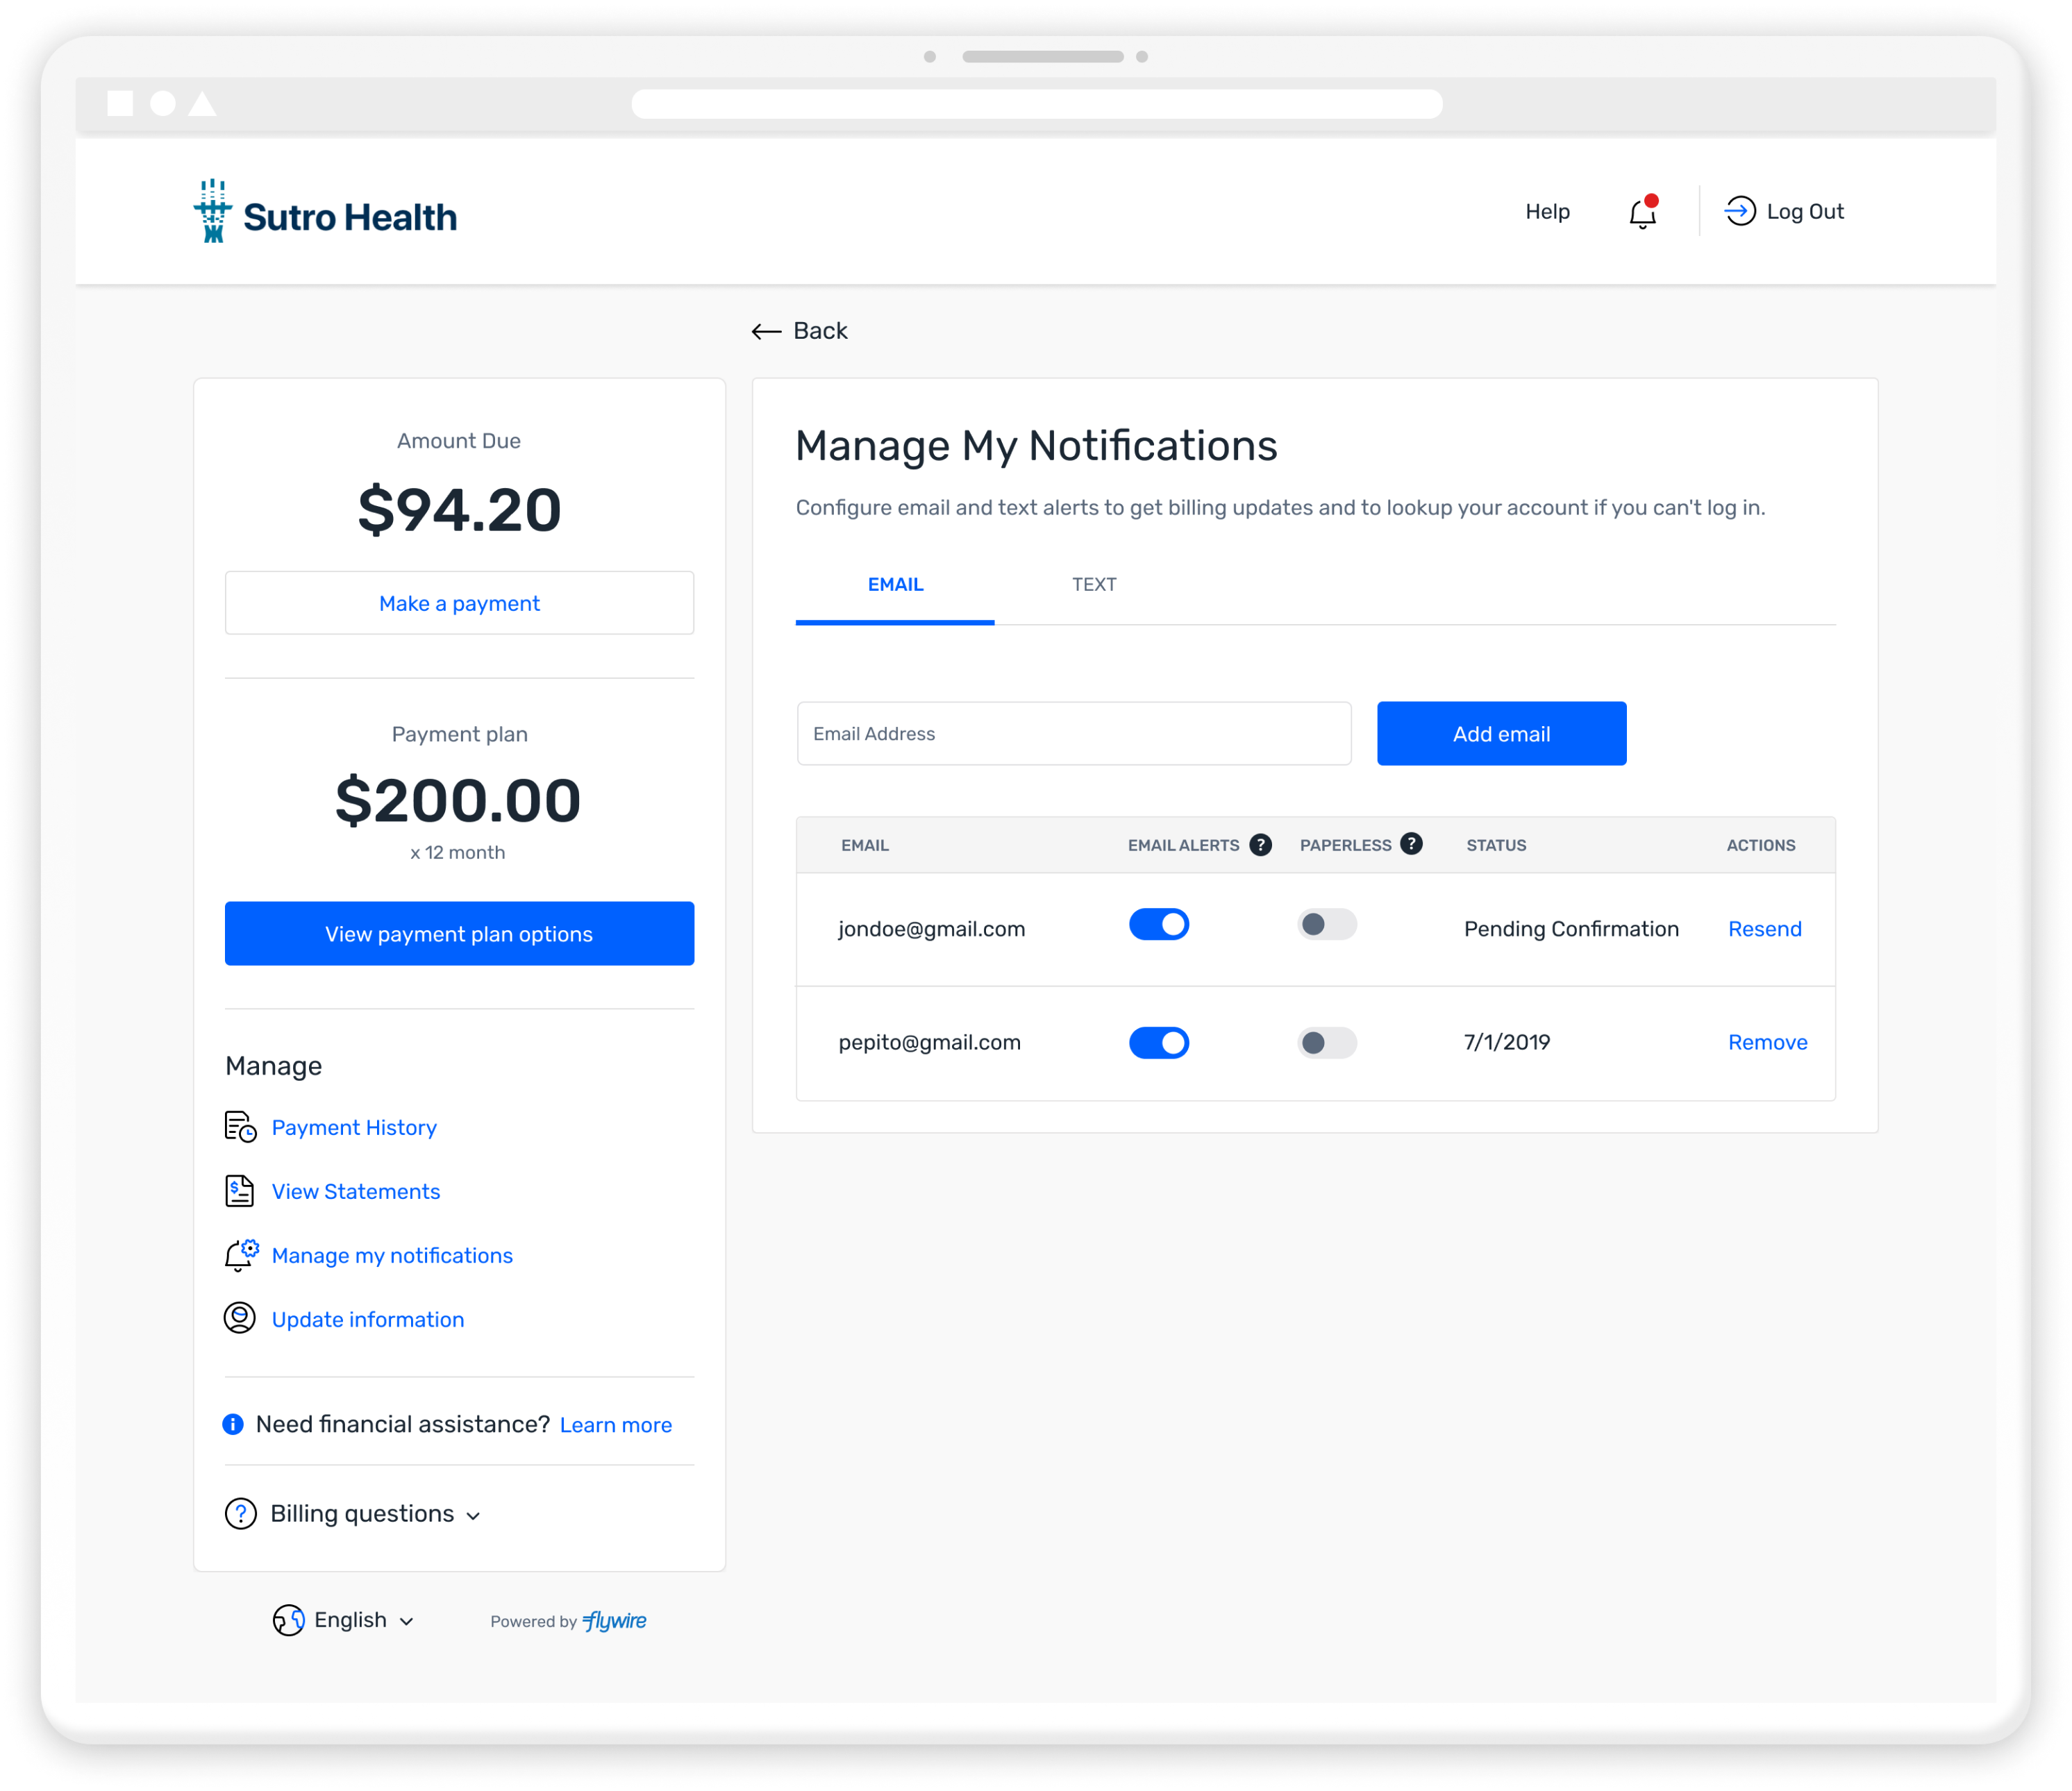 Sutro Health
Help
Log Out
Back
Amount Due
$94.20
Make a payment
Payment plan
$200.00
x 12 month
View payment plan options
Manage
Payment History
View Statements
Manage my notifications
Update information
Need financial assistance? Learn more
Billing questions
English
Powered by flywire
Manage My Notifications
Configure email and text alerts to get billing updates and to lookup your account if you can't log in.
EMAIL TEXT
Email Address
Add email
EMAIL EMAIL ALERTS ? PAPERLESS ? STATUS ACTIONS
jondoe@gmail.com Pending Confirmation Resend
pepito@gmail.com 7/1/2019 Remove